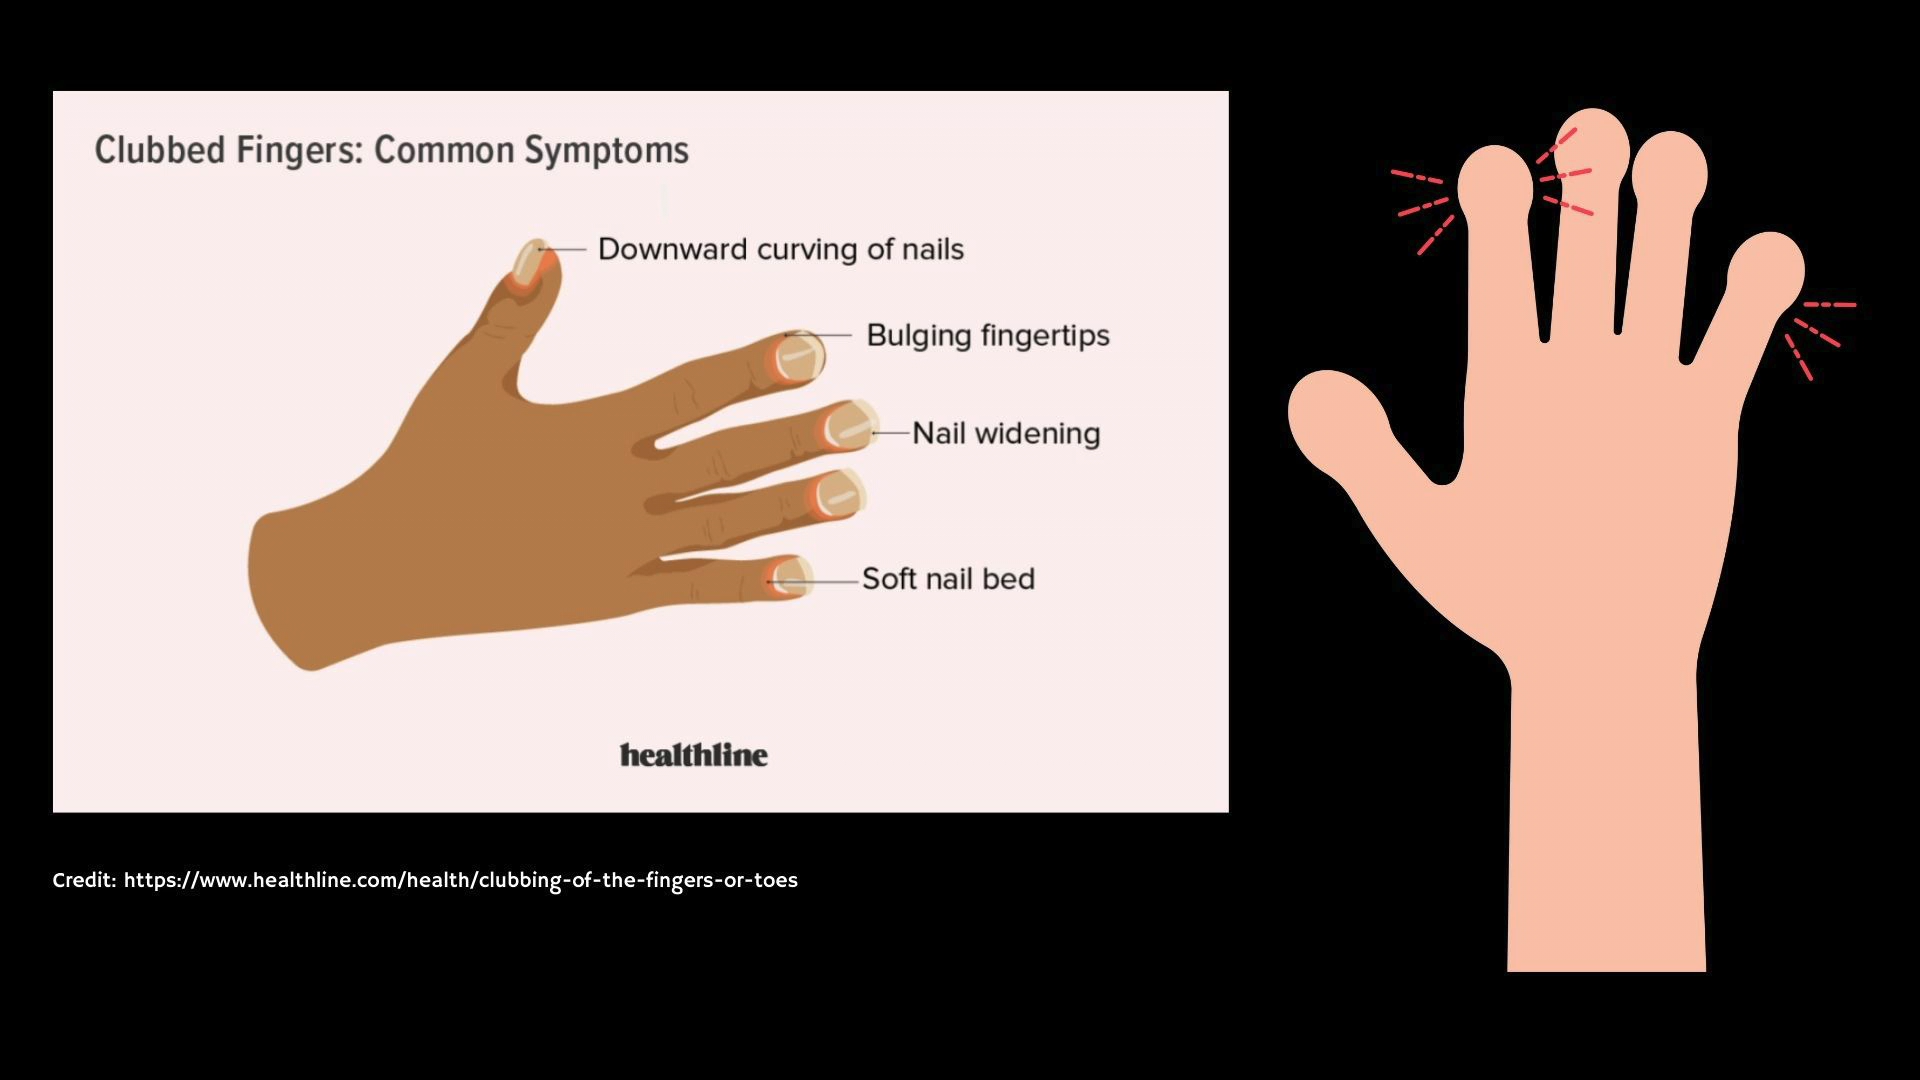 Clubbed Fingers: Common Symptoms
Downward curving of nails
Bulging fingertips
Nail widening
Soft nail bed
healthline
Credit: https://www.healthline.com/health/clubbing-of-the-fingers-or-toes